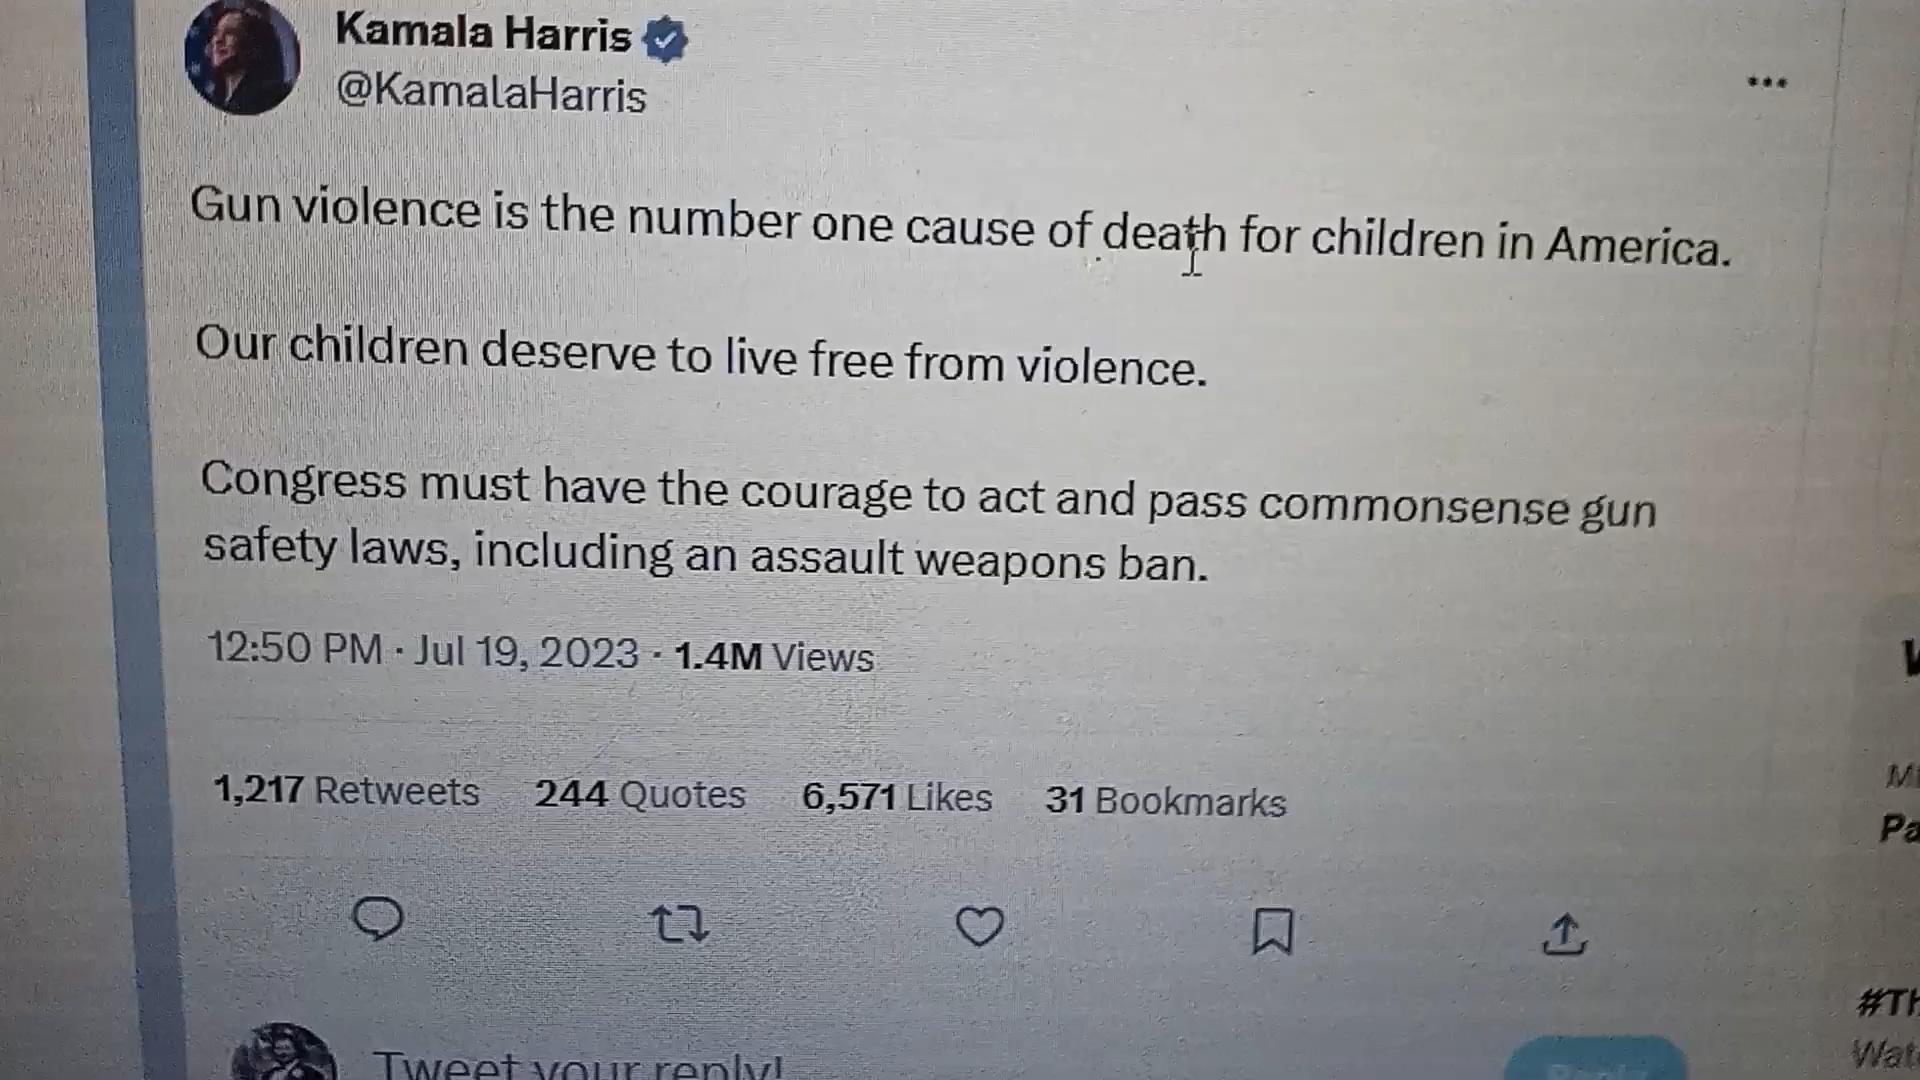 Kamala Harris
@KamalaHarris
Gun violence is the number one cause of death for children in America.
Our children deserve to live free from violence.
Congress must have the courage to act and pass commonsense gun
safety laws, including an assault weapons ban.
12:50 PM · Jul 19, 2023 · 1.4M Views
1,217 Retweets 244 Quotes 6,571 Likes 31 Bookmarks
Tweet your reply!